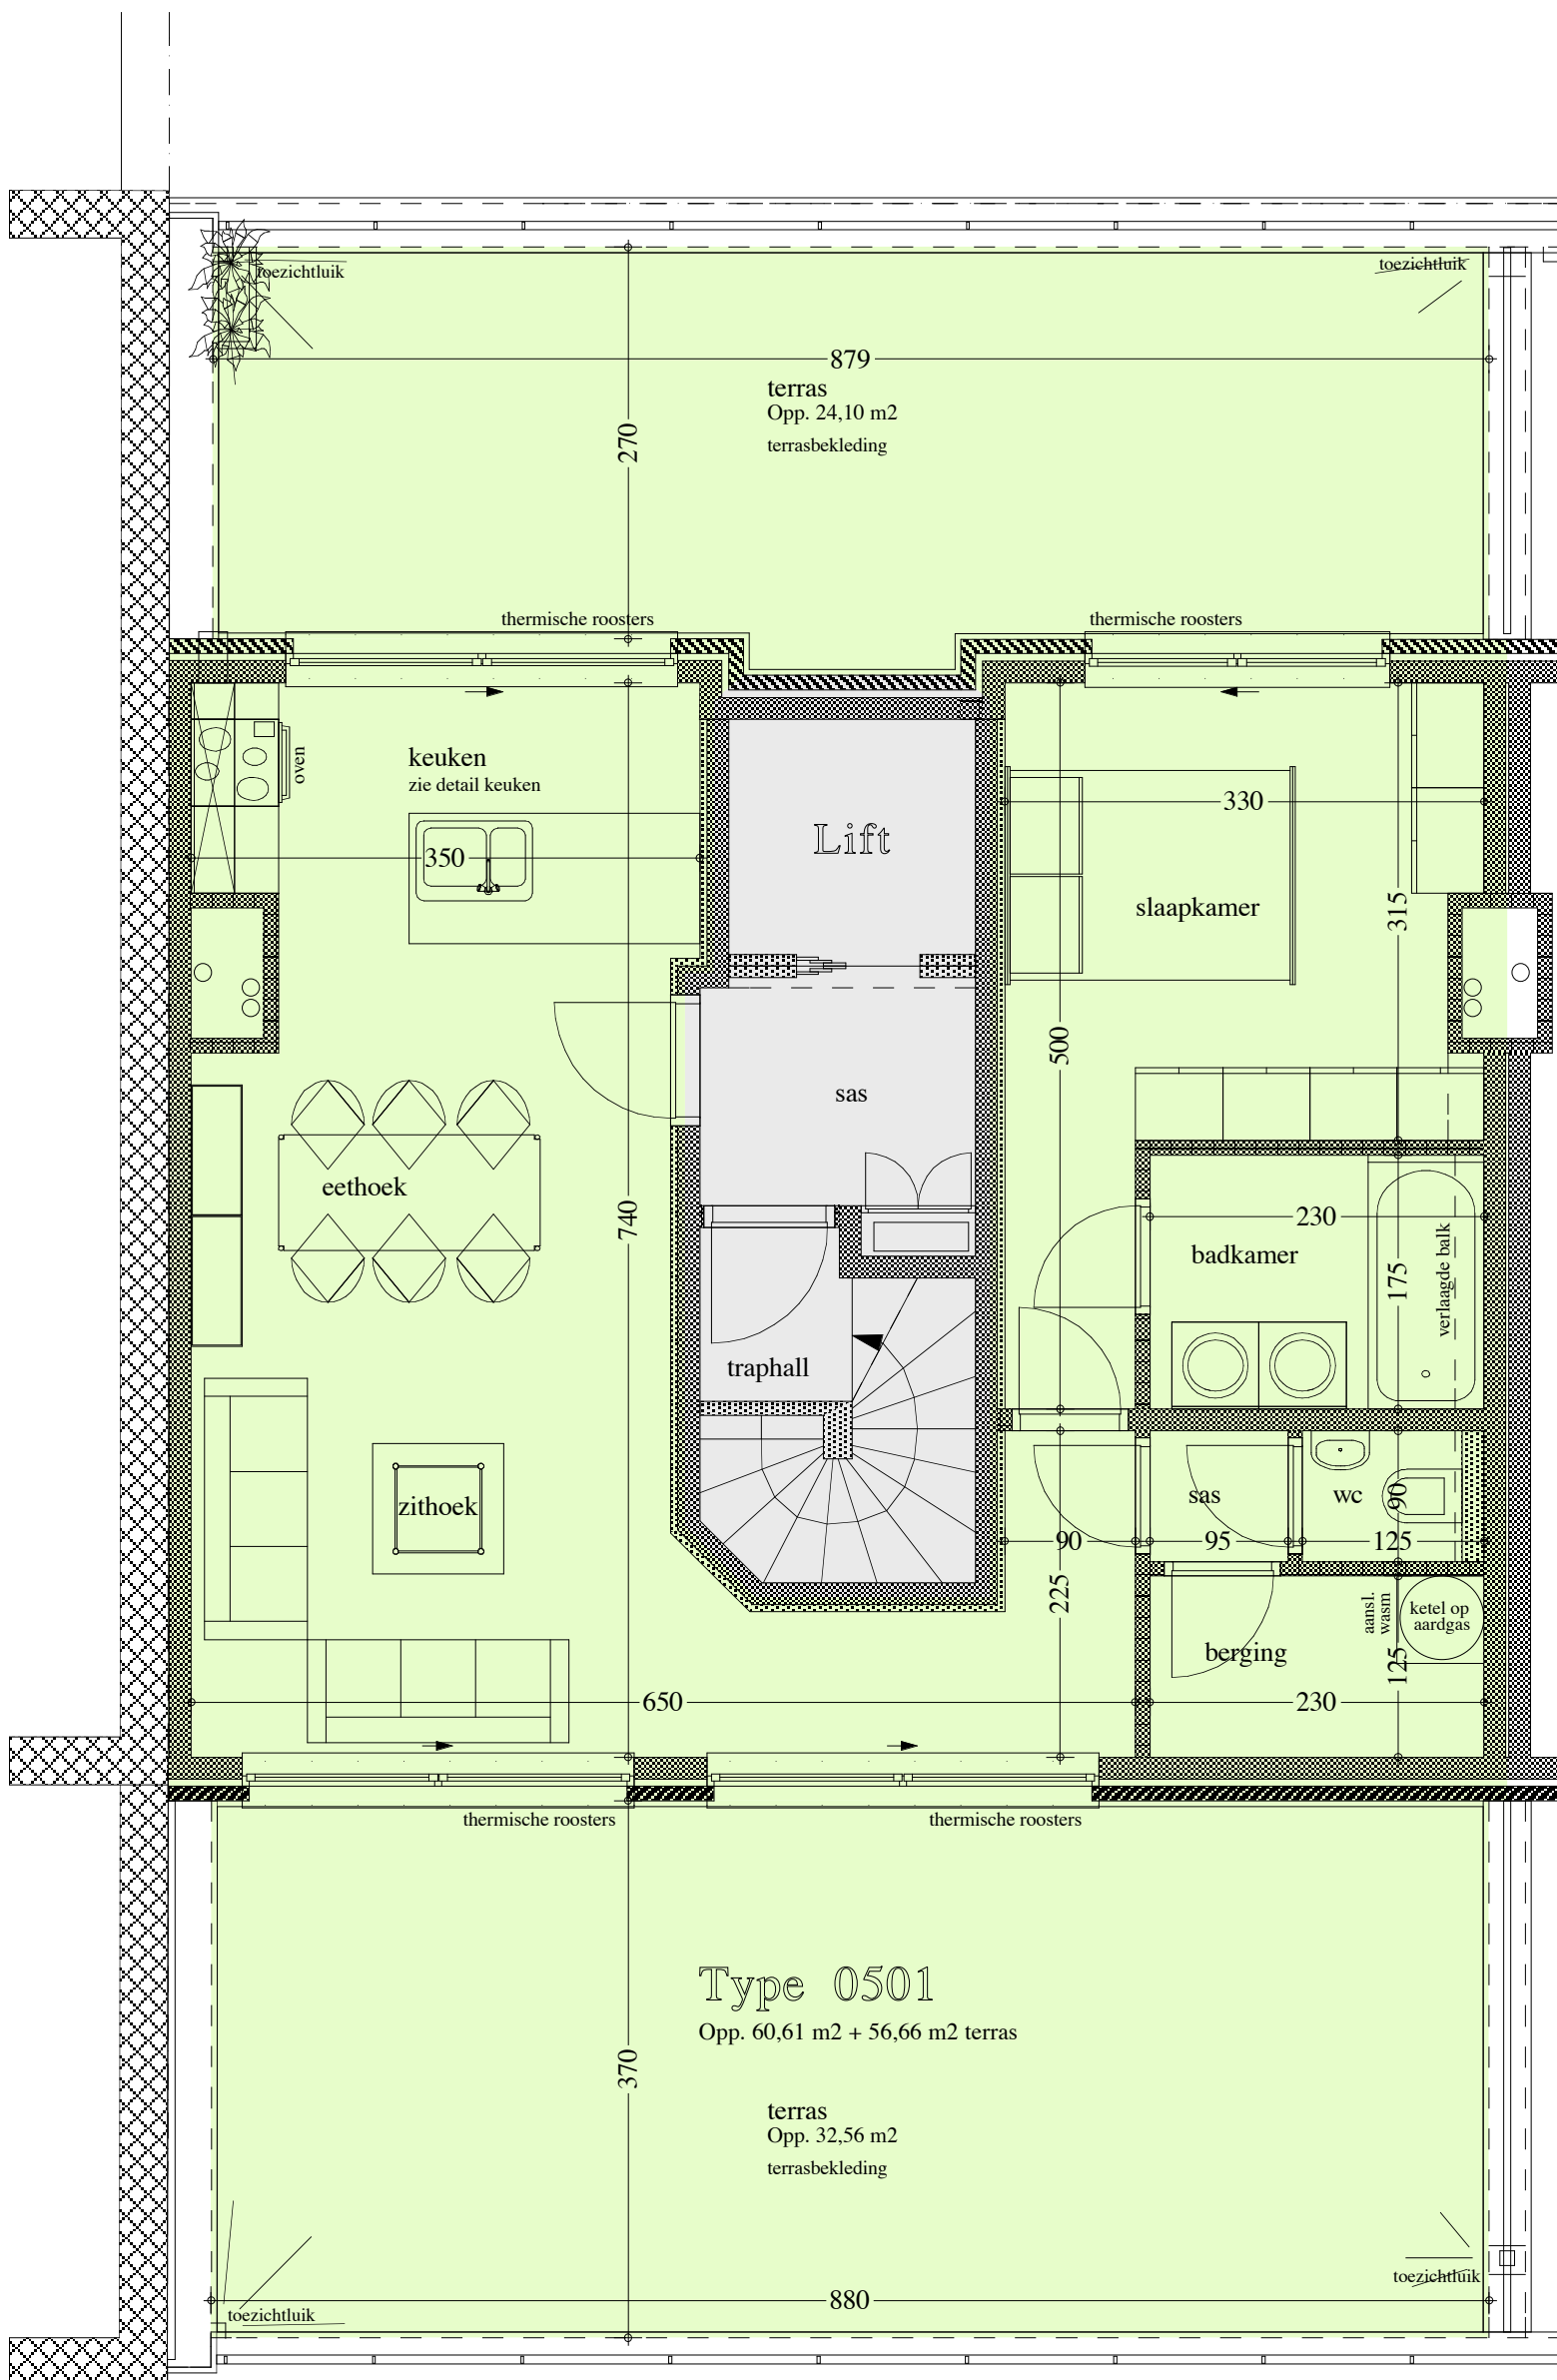 toezichtluik
toezichtluik
879
terras
Opp. 24,10 m2
terrasbekleding
270
thermische roosters
thermische roosters
oven
keuken
zie detail keuken
350
Lift
330
slaapkamer
315
500
sas
eethoek
740
230
badkamer
175
verlaagde balk
traphall
zithoek
sas
wc
90
90
95
125
225
aansl.
wasm
ketel op
aardgas
berging
125
650
230
thermische roosters
thermische roosters
Type 0501
Opp. 60,61 m2 + 56,66 m2 terras
370
terras
Opp. 32,56 m2
terrasbekleding
toezichtluik
880
toezichtluik